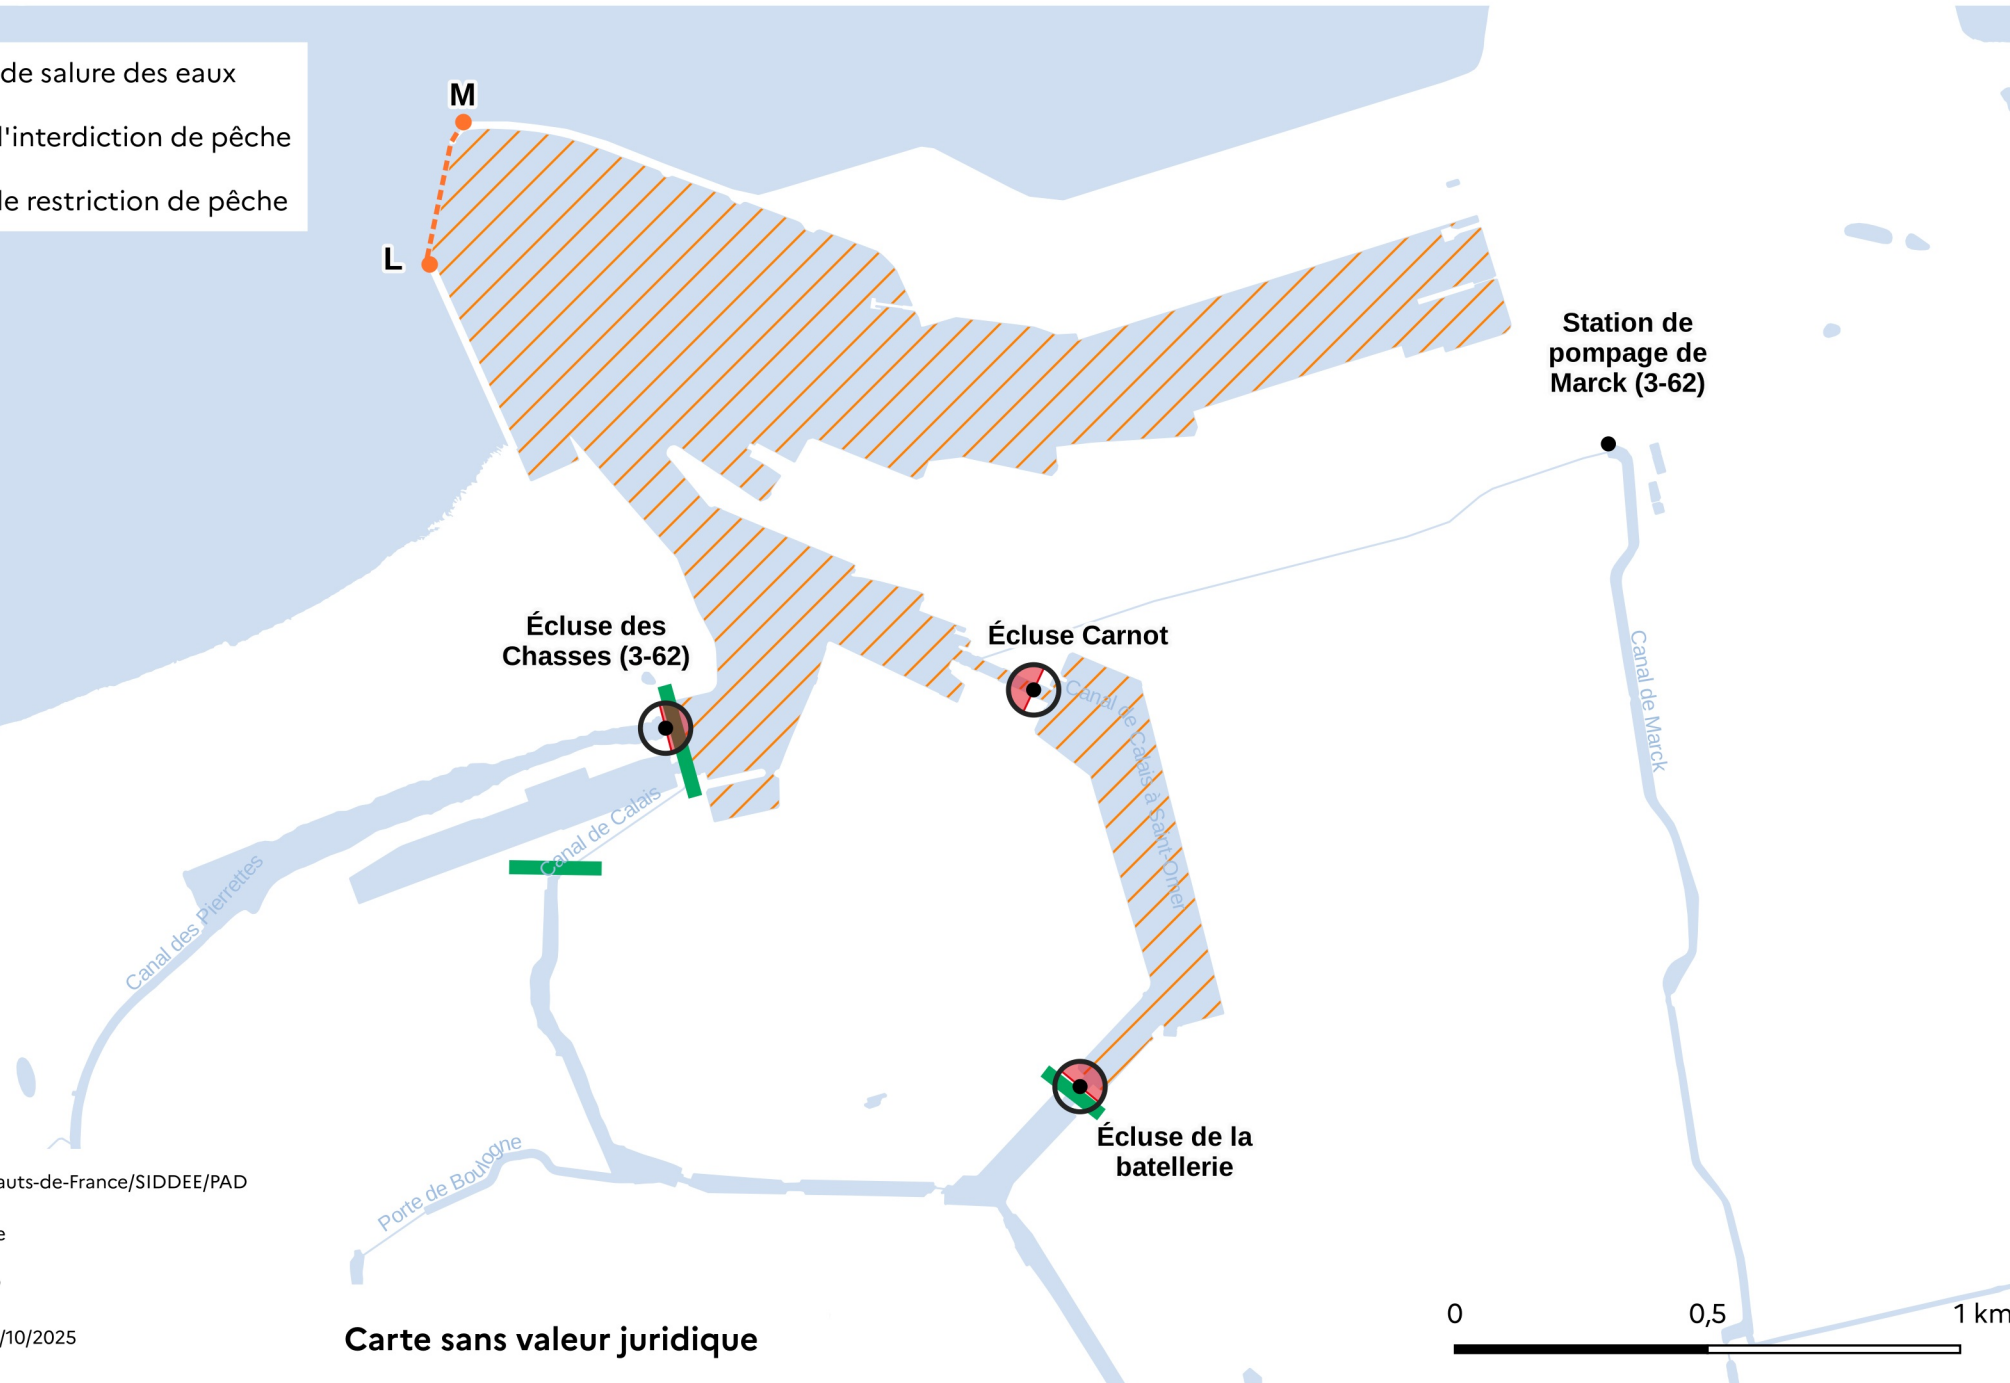 de salure des eaux
l'interdiction de pêche
le restriction de pêche
M
L
Station de
pompage de
Marck (3-62)
Écluse des
Chasses (3-62)
Écluse Carnot
Canal de Calais à Saint-Omer
Canal de Marck
Canal de Calais
Canal des Pierrettes
Écluse de la
batellerie
Porte de Boulogne
auts-de-France/SIDDEE/PAD
e
/10/2025
Carte sans valeur juridique
0 0,5 1 km